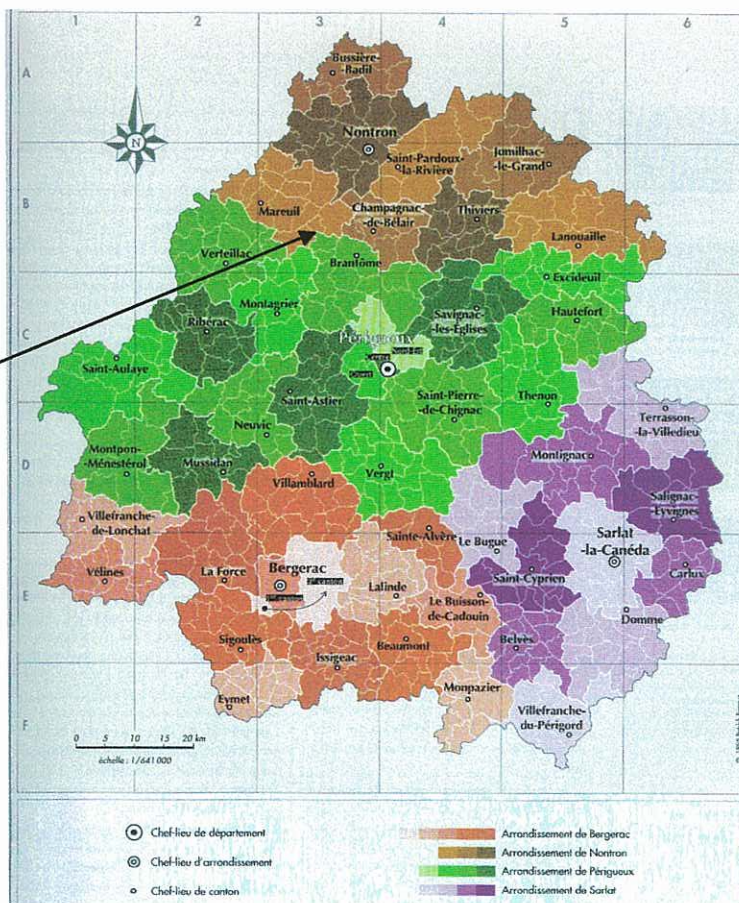 1 2 3 4 5 6
A
Bussière-
-Badil
N
Nontron
Saint-Pardoux-
-la-Rivière
Jumilhac-
-le-Grand
B
Mareuil
Champagnac-
-de-Bélair
Thiviers
Lanouaille
Verteillac
Brantôme
Excideuil
C
Montagrier
Ribérac
Savignac-
-les-Eglises
Hautefort
Périgueux
Centre
Nord-Est
Ouest
Saint-Aulaye
Saint-Astier
Saint-Pierre-
-de-Chignac
Thenon
Terrasson-
-la-Villedieu
Neuvic
D
Montpon-
-Ménestérol
Mussidan
Vergt
Montignac
Villamblard
Salignac-
-Eyvignes
Villefranche-
-de-Lonchat
Sainte-Alvère
Le Bugue
Sarlat
-la-Canéda
E
Vélines
La Force
Bergerac
Lalinde
Saint-Cyprien
Carlux
Le Buisson-
-de-Cadouin
Domme
Sigoulès
Issigeac
Beaumont
Belvès
F
Eymet
Monpazier
Villefranche-
-du-Périgord
0 5 10 15 20 km
échelle : 1/641 000
Chef-lieu de département
Chef-lieu d'arrondissement
Chef-lieu de canton
Arrondissement de Bergerac
Arrondissement de Nontron
Arrondissement de Périgueux
Arrondissement de Sarlat